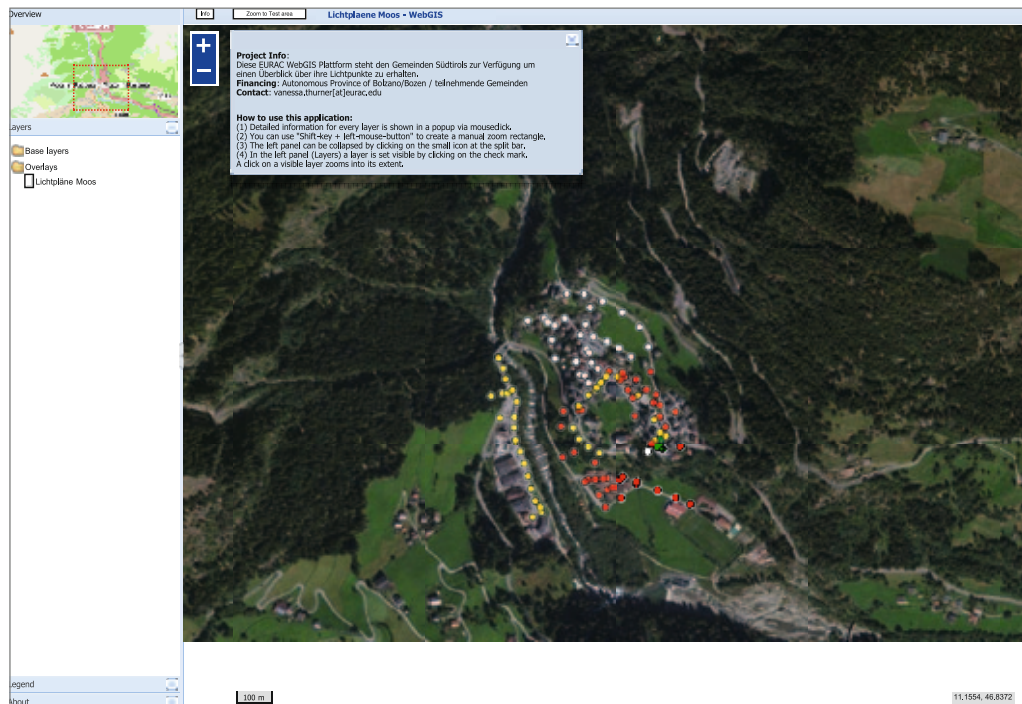 Overview
Info
Zoom to Test area
Lichtplaene Moos - WebGIS
Project Info:
Diese EURAC WebGIS Plattform steht den Gemeinden Südtirols zur Verfügung um
einen Überblick über ihre Lichtpunkte zu erhalten.
Financing: Autonomous Province of Bolzano/Bozen / teilnehmende Gemeinden
Contact: vanessa.thurner[at]eurac.edu
How to use this application:
(1) Detailed information for every layer is shown in a popup via mouseclick.
(2) You can use "Shift-key + left-mouse-button" to create a manual zoom rectangle.
(3) The left panel can be collapsed by clicking on the small icon at the split bar.
(4) In the left panel (Layers) a layer is set visible by clicking on the check mark.
A click on a visible layer zooms into its extent.
Layers
Base layers
Overlays
Lichtpläne Moos
Legend
About
100 m
11.1554, 46.8372